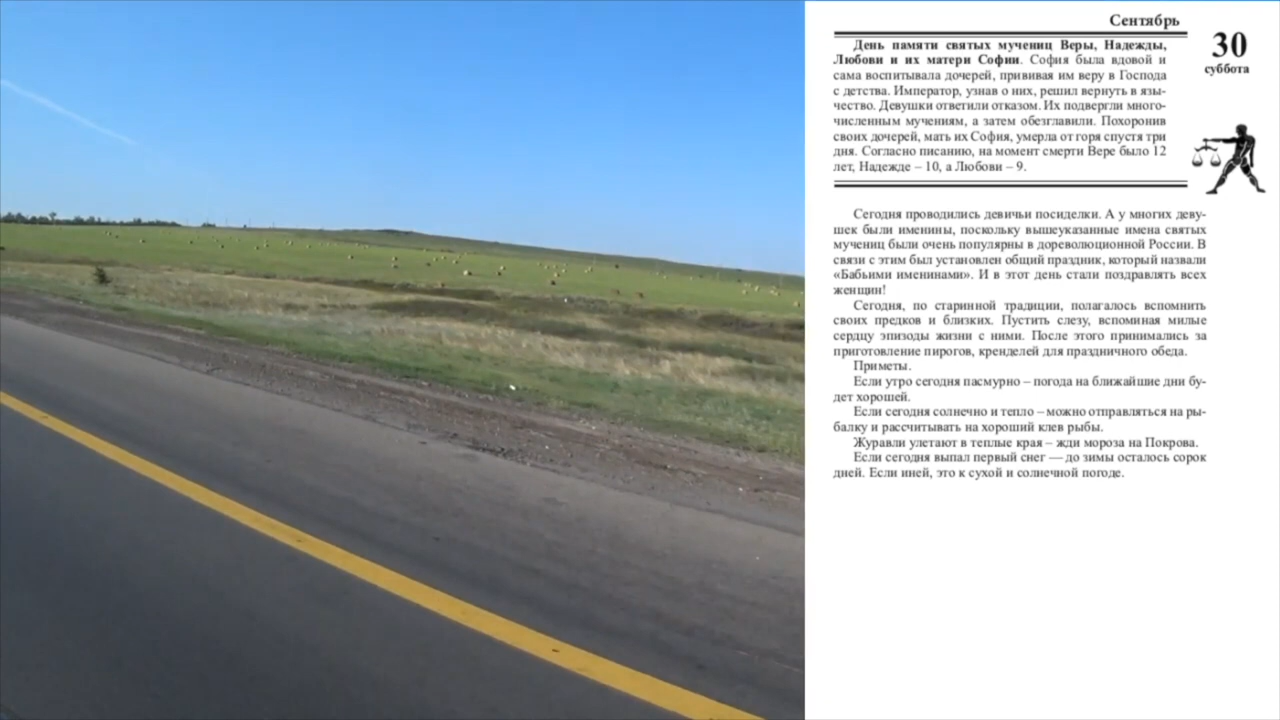 Сентябрь
30
суббота
День памяти святых мучениц Веры, Надежды,
Любови и их матери Софии. София была вдовой и
сама воспитывала дочерей, прививая им веру в Господа
с детства. Император, узнав о них, решил вернуть в язы-
чество. Девушки ответили отказом. Их подвергли много-
численным мучениям, а затем обезглавили. Похоронив
своих дочерей, мать их София, умерла от горя спустя три
дня. Согласно писанию, на момент смерти Вере было 12
лет, Надежде – 10, а Любови – 9.
Сегодня проводились девичьи посиделки. А у многих деву-
шек были именины, поскольку вышеуказанные имена святых
мучениц были очень популярны в дореволюционной России. В
связи с этим был установлен общий праздник, который назвали
«Бабьими именинами». И в этот день стали поздравлять всех
женщин!
Сегодня, по старинной традиции, полагалось вспомнить
своих предков и близких. Пустить слезу, вспоминая милые
сердцу эпизоды жизни с ними. После этого принимались за
приготовление пирогов, кренделей для праздничного обеда.
Приметы.
Если утро сегодня пасмурно – погода на ближайшие дни бу-
дет хорошей.
Если сегодня солнечно и тепло – можно отправляться на ры-
балку и рассчитывать на хороший клев рыбы.
Журавли улетают в теплые края – жди мороза на Покрова.
Если сегодня выпал первый снег — до зимы осталось сорок
дней. Если иней, это к сухой и солнечной погоде.